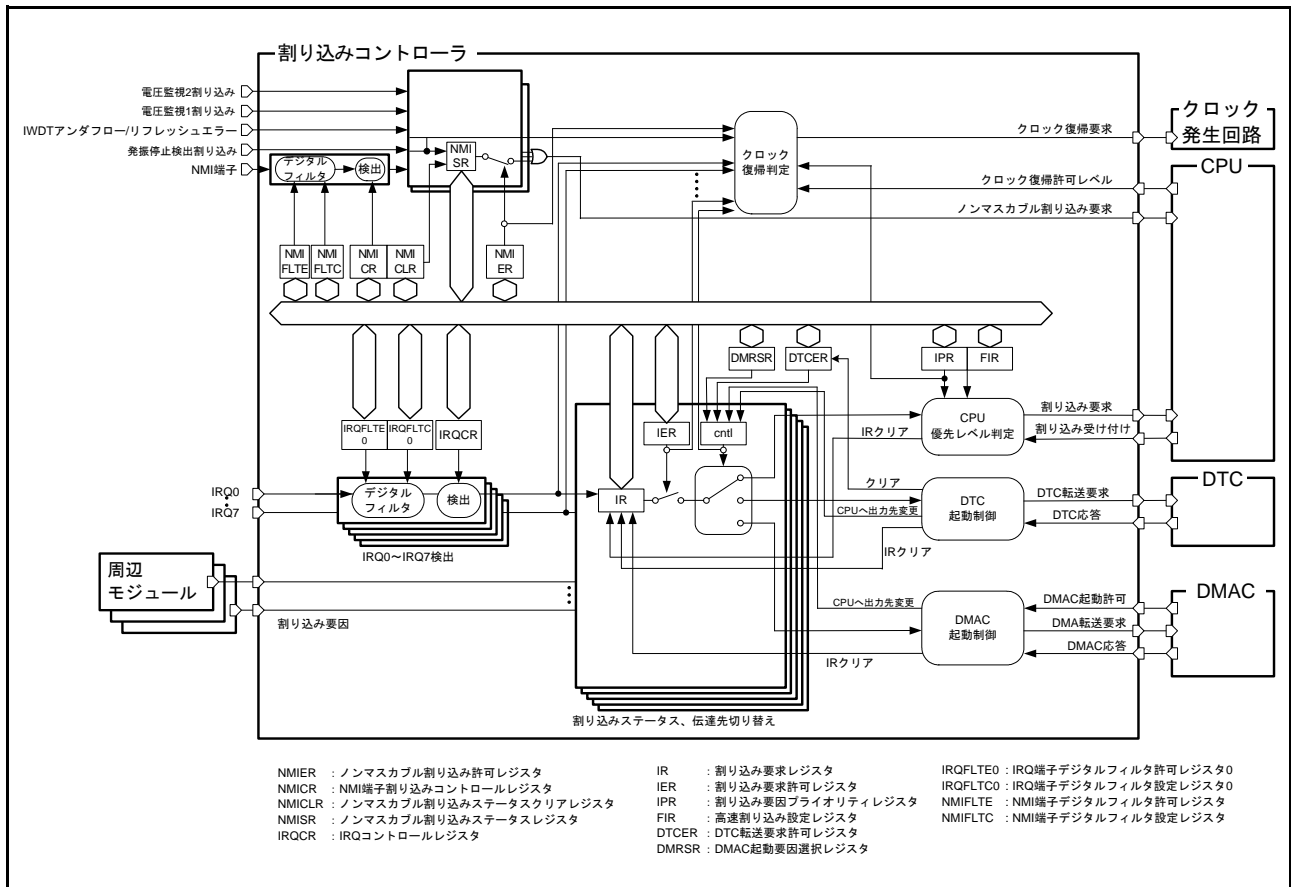 割り込みコントローラ
電圧監視2割り込み
電圧監視1割り込み
IWDTアンダフロー/リフレッシュエラー
発振停止検出割り込み
NMI端子
デジタル
フィルタ
検出
NMI
SR
クロック
復帰判定
クロック復帰要求
クロック復帰許可レベル
ノンマスカブル割り込み要求
クロック
発生回路
CPU
NMI
FLTE
NMI
FLTC
NMI
CR
NMI
CLR
NMI
ER
DMRSR
DTCER
IPR
FIR
IRQFLTE
0
IRQFLTC
0
IRQCR
IER
cntl
IRクリア
CPU
優先レベル判定
割り込み要求
割り込み受け付け
IRQ0
IRQ7
デジタル
フィルタ
検出
IRQ0～IRQ7検出
IR
クリア
CPUへ出力先変更
IRクリア
DTC
起動制御
DTC転送要求
DTC応答
DTC
周辺
モジュール
割り込み要因
CPUへ出力先変更
IRクリア
DMAC
起動制御
DMAC起動許可
DMA転送要求
DMAC応答
DMAC
割り込みステータス、伝達先切り替え
NMIER : ノンマスカブル割り込み許可レジスタ
NMICR : NMI端子割り込みコントロールレジスタ
NMICLR : ノンマスカブル割り込みステータスクリアレジスタ
NMISR : ノンマスカブル割り込みステータスレジスタ
IRQCR : IRQコントロールレジスタ
IR : 割り込み要求レジスタ
IER : 割り込み要求許可レジスタ
IPR : 割り込み要因プライオリティレジスタ
FIR : 高速割り込み設定レジスタ
DTCER : DTC転送要求許可レジスタ
DMRSR : DMAC起動要因選択レジスタ
IRQFLTE0 : IRQ端子デジタルフィルタ許可レジスタ0
IRQFLTC0 : IRQ端子デジタルフィルタ設定レジスタ0
NMIFLTE : NMI端子デジタルフィルタ許可レジスタ
NMIFLTC : NMI端子デジタルフィルタ設定レジスタ